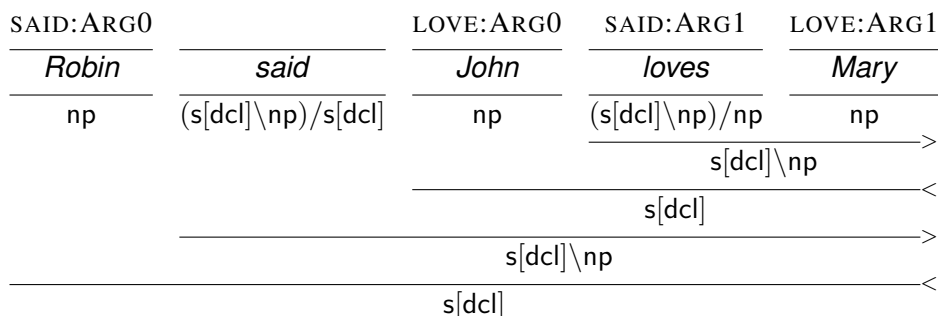 SAID:ARG0 LOVE:ARG0 SAID:ARG1 LOVE:ARG1
Robin said John loves Mary
np (s[dcl]\np)/s[dcl] np (s[dcl]\np)/np np
>
s[dcl]\np
<
s[dcl]
>
s[dcl]\np
<
s[dcl]